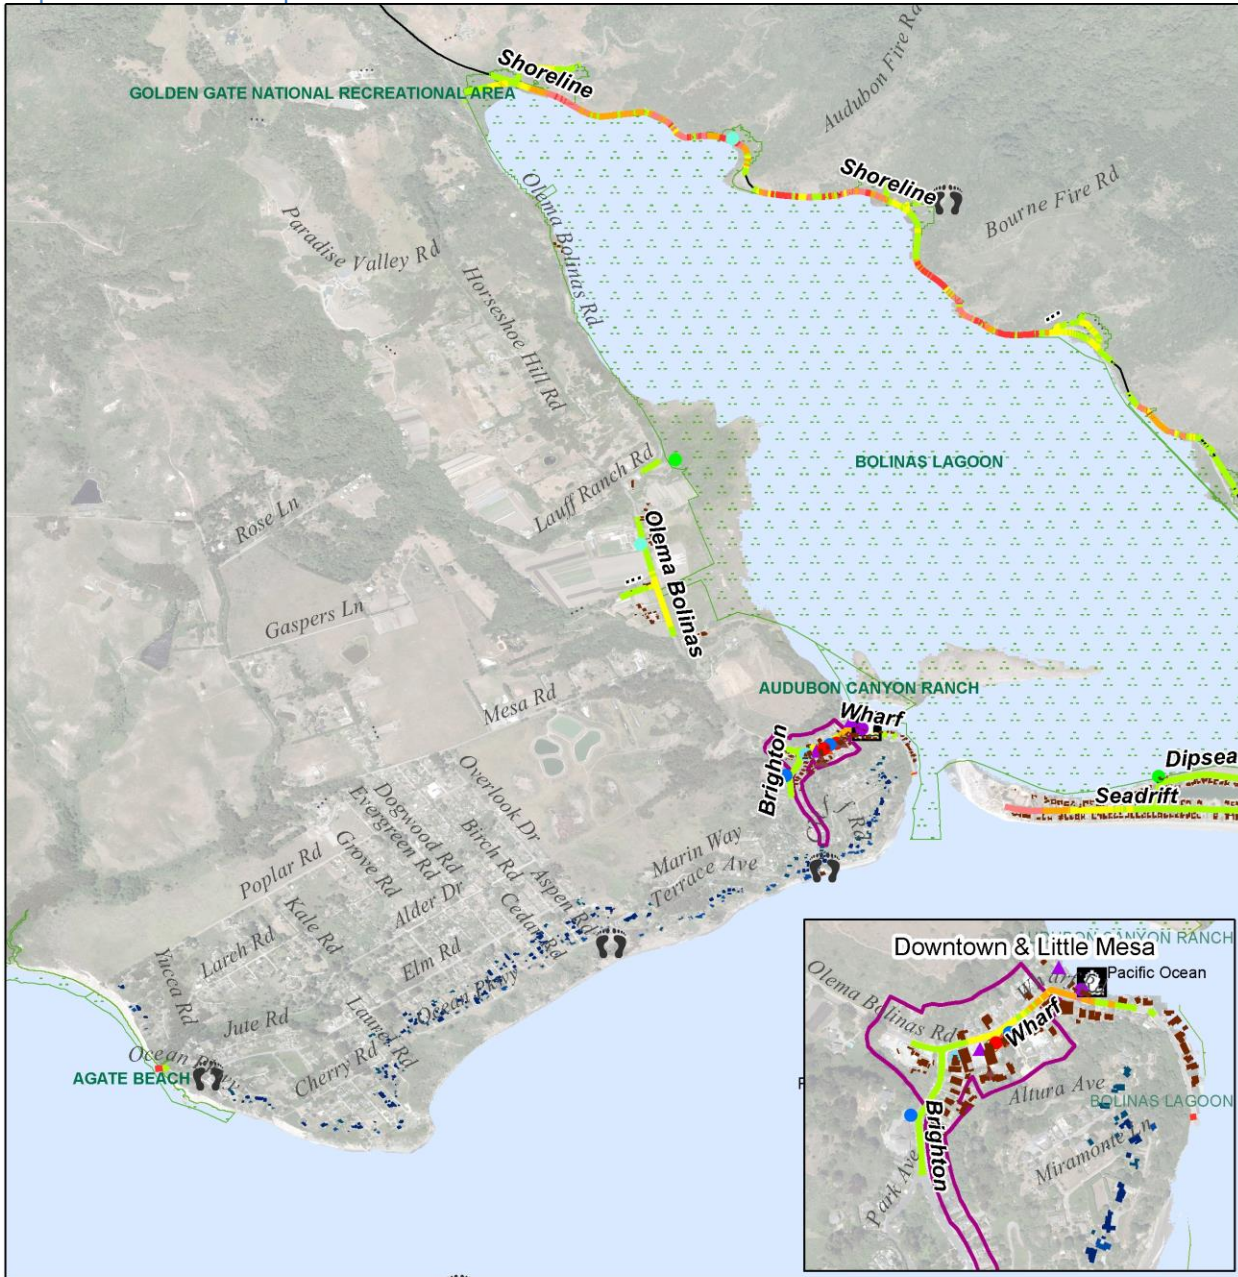 Shoreline
GOLDEN GATE NATIONAL RECREATIONAL AREA
Audubon Fire Rd
Shoreline
Bourne Fire Rd
Olema Bolinas Rd
Paradise Valley Rd
Horseshoe Hill Rd
BOLINAS LAGOON
Lauff Ranch Rd
Rose Ln
Olema Bolinas
Gaspers Ln
AUDUBON CANYON RANCH
Mesa Rd
Wharf
Brighton
Dipsea
Seadrift
Overlook Dr
Dogwood Rd
Evergreen Rd
Birch Rd
Grove Rd
Marin Way
Terrace Ave
Poplar Rd
Aspen Rd
Alder Dr
Cedar Rd
Kale Rd
Larch Rd
Elm Rd
Yucca Rd
Ocean Pkwy
Laurel Rd
Jute Rd
Cherry Rd
Ocean Pkwy
AGATE BEACH
Downtown & Little Mesa
CANYON RANCH
Pacific Ocean
Olema Bolinas Rd
Wharf
Altura Ave
BOLINAS LAGOON
Brighton
Miramonte Ln
Park Ave